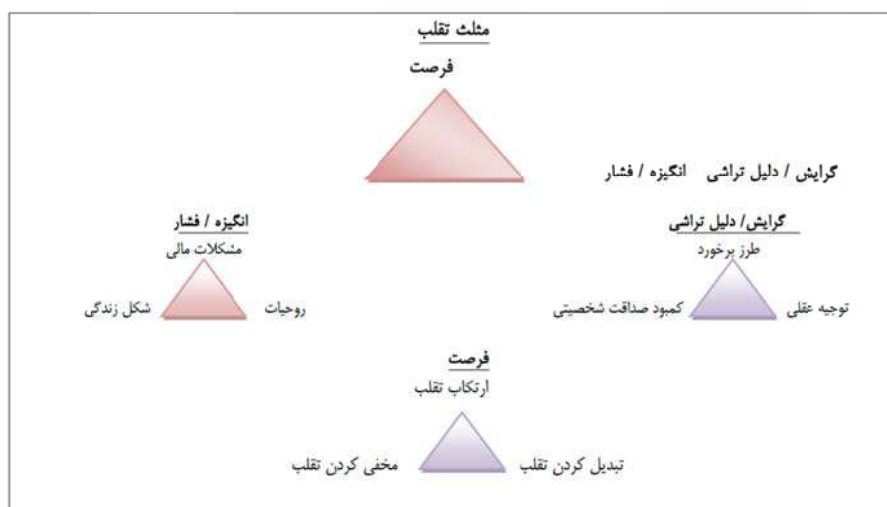 مثلث تقلب
فرصت
گرایش / دلیل تراشی انگیزه / فشار
گرایش/ دلیل تراشی
طرز برخورد
توجیه عقلی
کمبود صداقت شخصیتی
انگیزه / فشار
مشکلات مالی
روحیات
شکل زندگی
فرصت
ارتکاب تقلب
تبدیل کردن تقلب
مخفی کردن تقلب